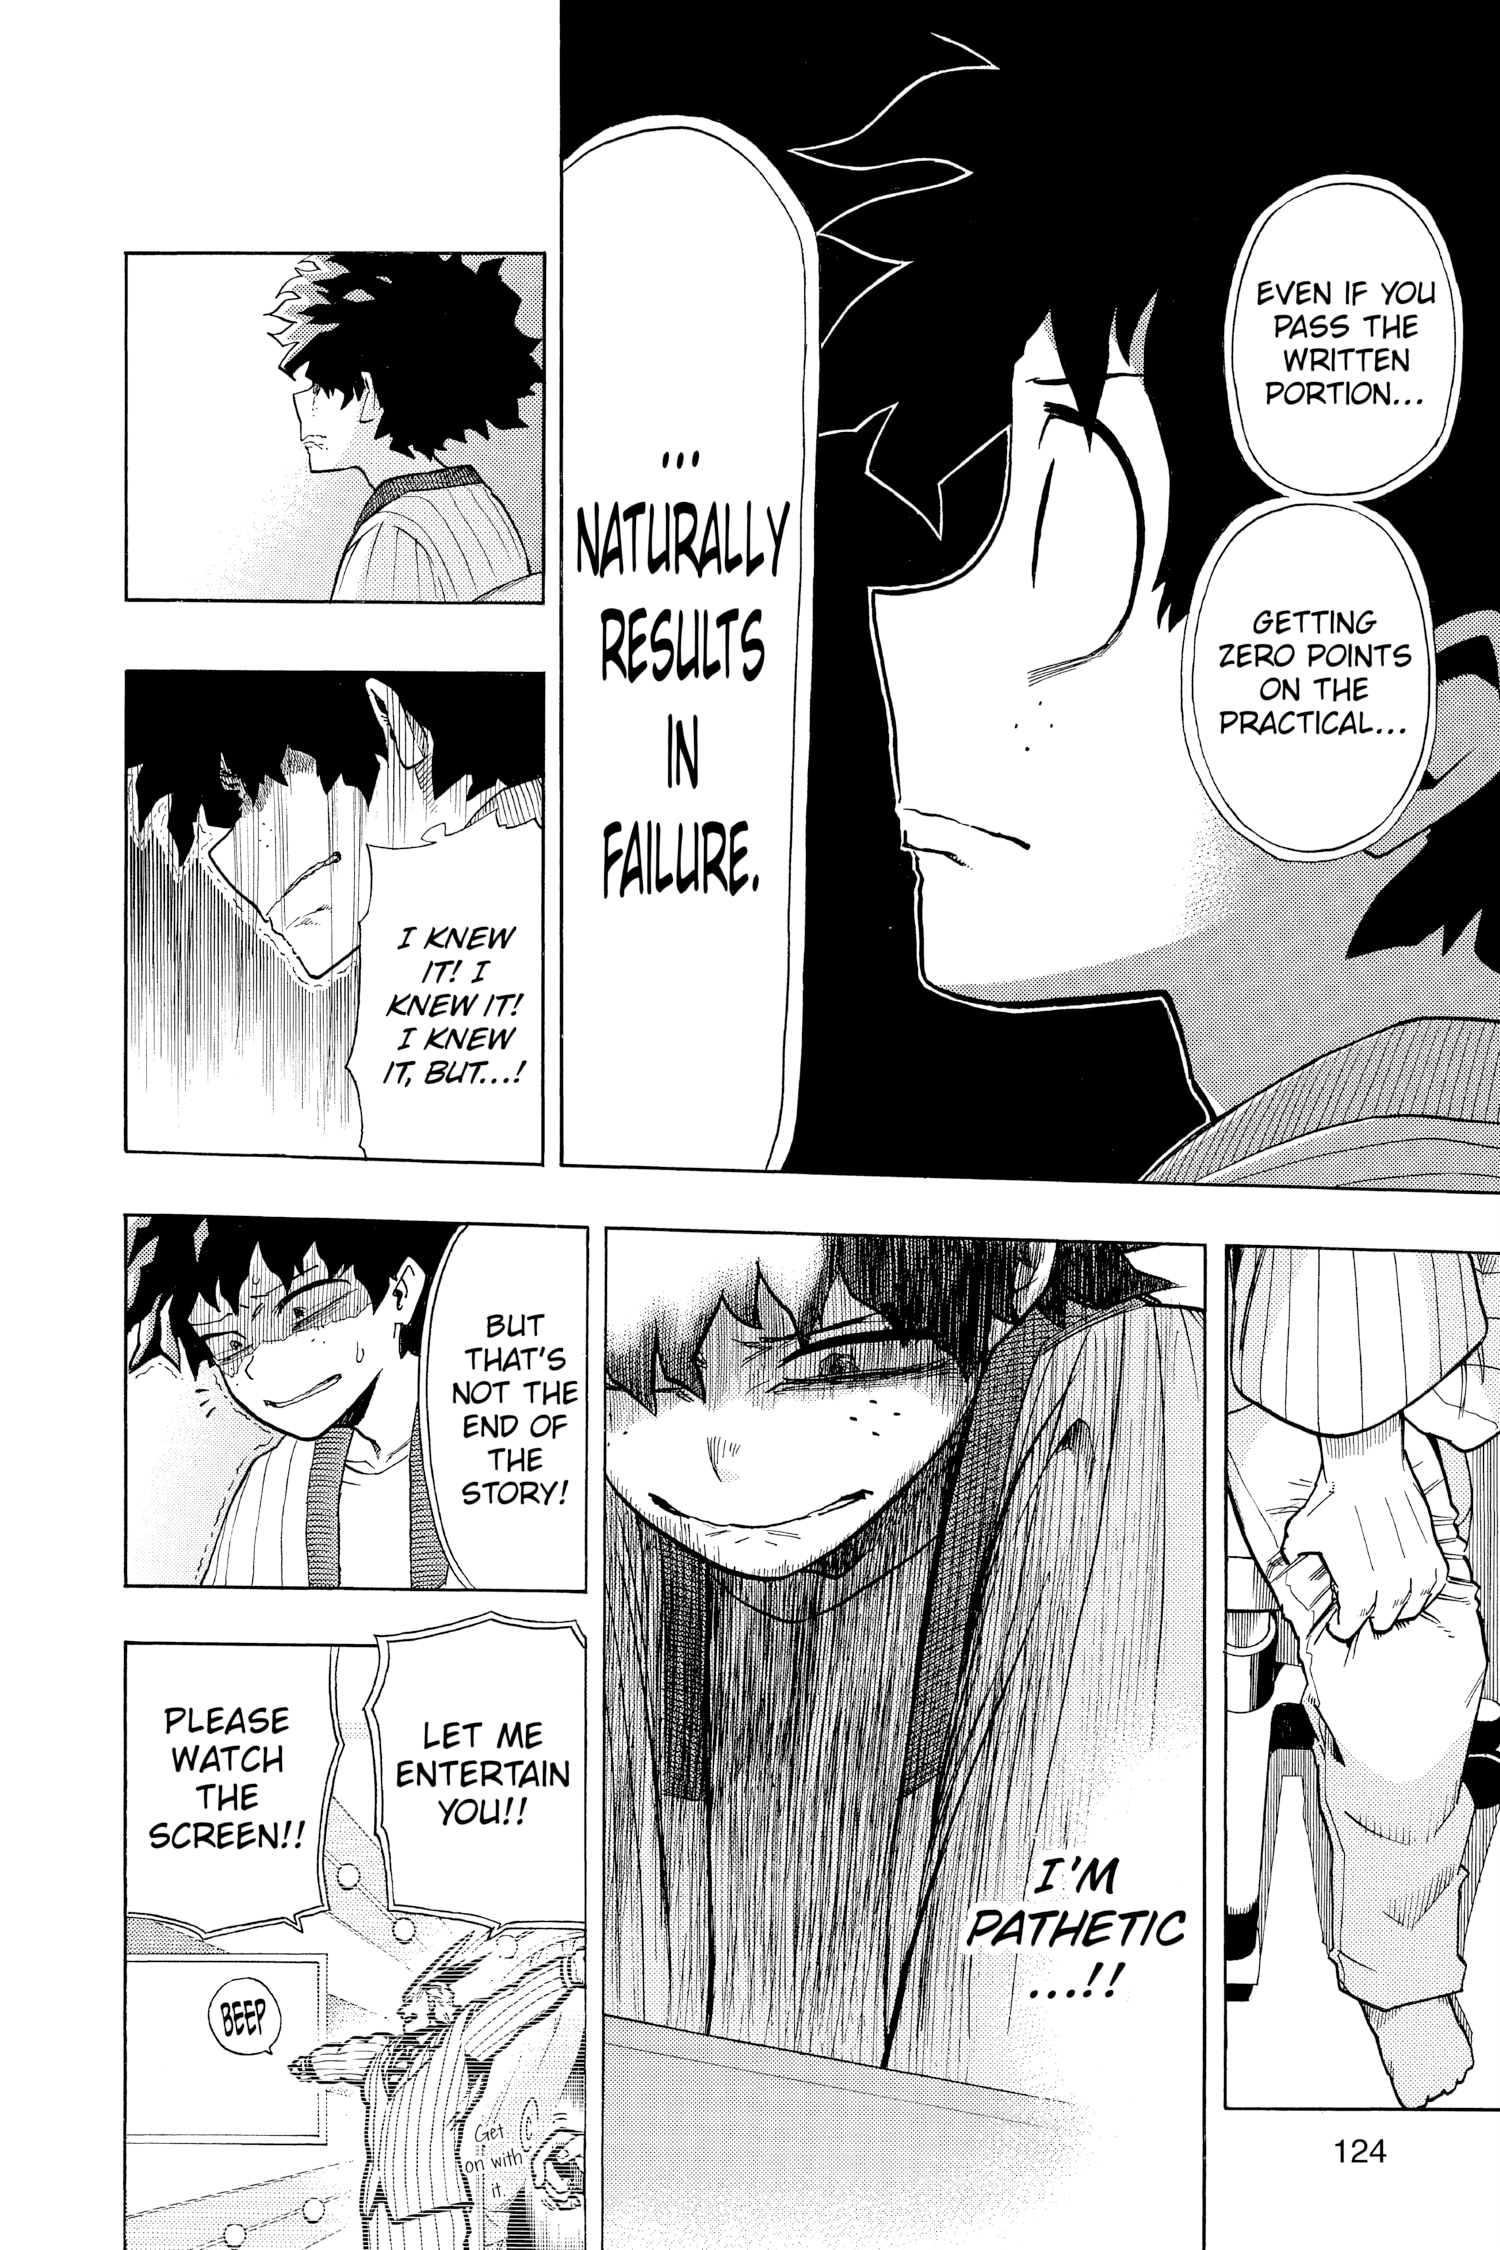 EVEN IF YOU
PASS THE
WRITTEN
PORTION...
GETTING
ZERO POINTS
ON THE
PRACTICAL...
...
NATURALLY
RESULTS
IN
FAILURE.
I KNEW
IT! I
KNEW IT!
I KNEW
IT, BUT...!
I'M
PATHETIC
...!!
BUT
THAT'S
NOT THE
END OF
THE
STORY!
LET ME
ENTERTAIN
YOU!!
PLEASE
WATCH
THE
SCREEN!!
BEEP
Get
on with
it
124